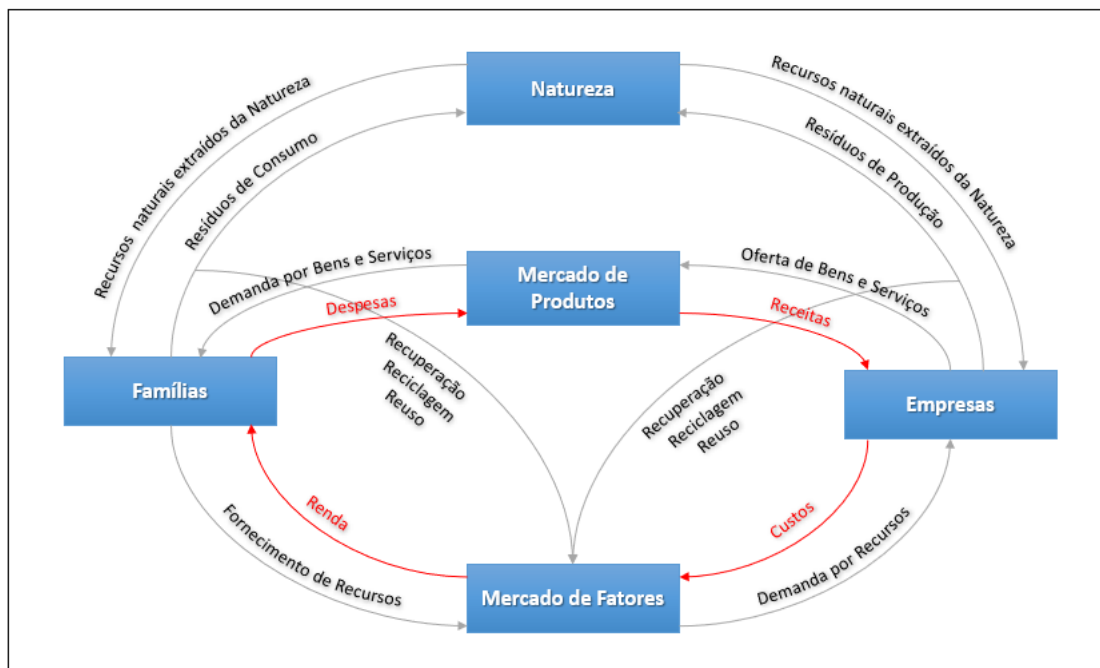 Natureza
Recursos naturais extraídos da Natureza
Resíduos de Consumo
Recursos naturais extraídos da Natureza
Resíduos de Produção
Demanda por Bens e Serviços
Mercado de
Produtos
Oferta de Bens e Serviços
Despesas
Receitas
Famílias
Recuperação
Reciclagem
Reuso
Recuperação
Reciclagem
Reuso
Empresas
Renda
Custos
Fornecimento de Recursos
Mercado de Fatores
Demanda por Recursos